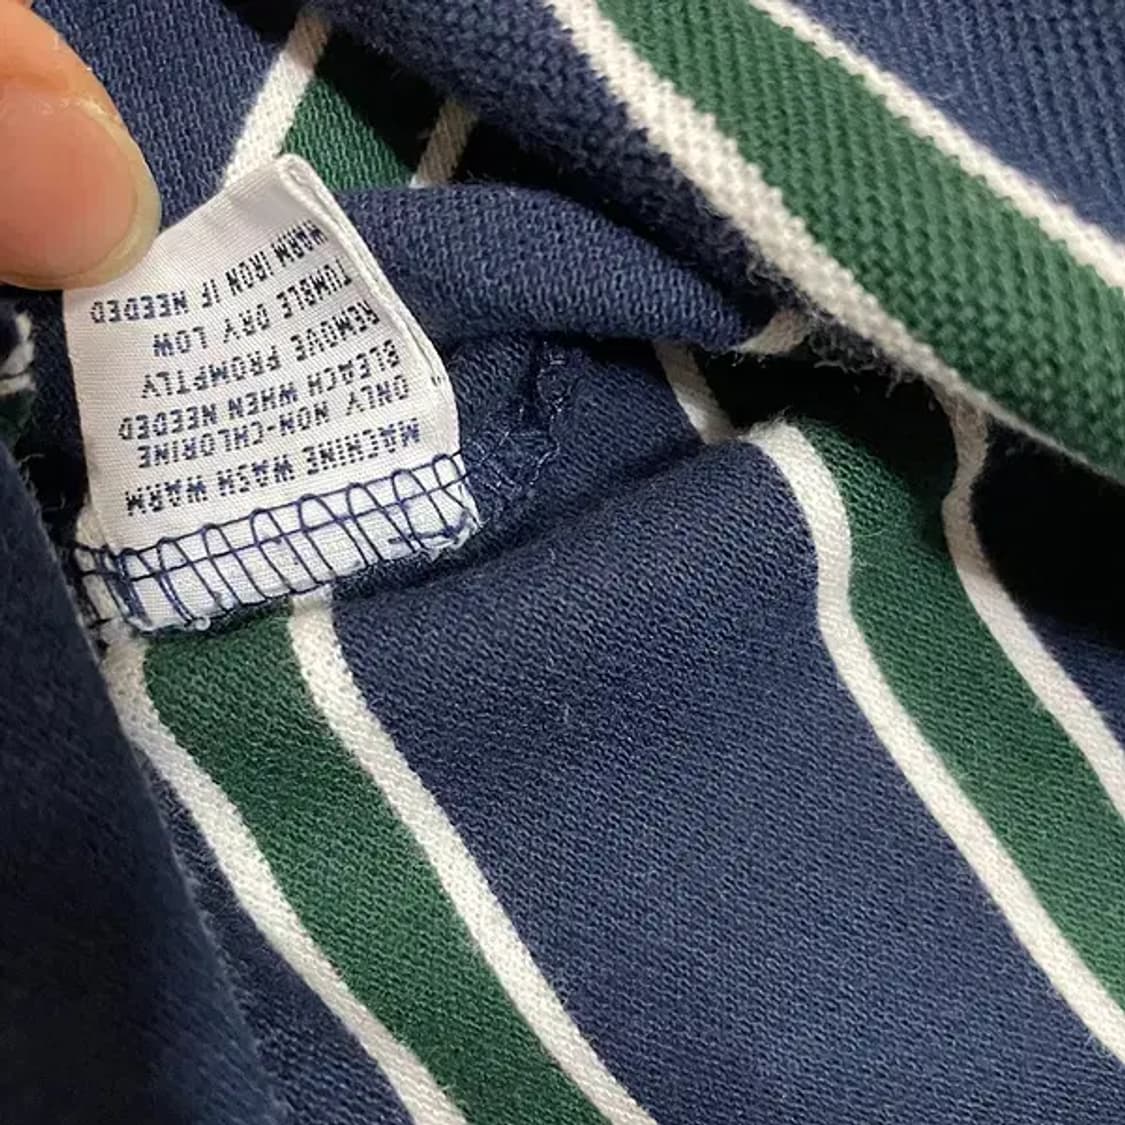 MACHINE WASH WARM
ONLY NON-CHLORINE
BLEACH WHEN NEEDED
REMOVE PROMPTLY
TUMBLE DRY LOW
WARM IRON IF NEEDED